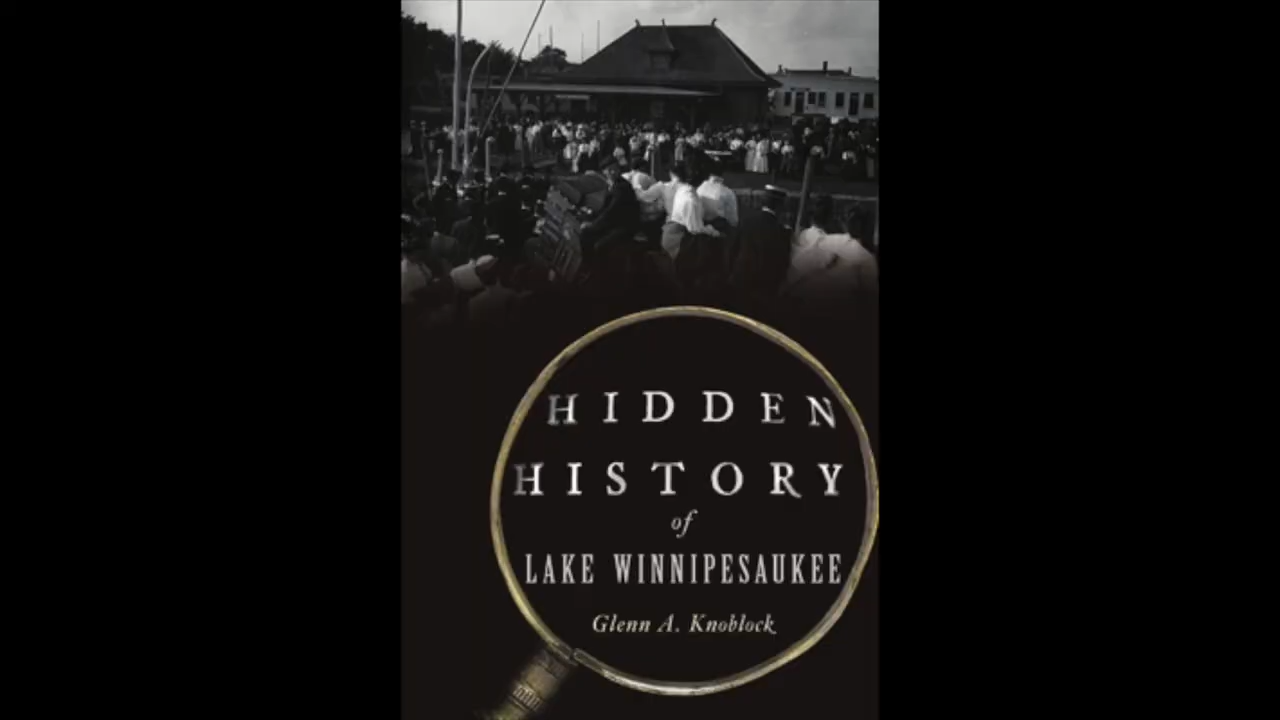 HIDDEN
HISTORY
of
LAKE WINNIPESAUKEE
Glenn A. Knoblock